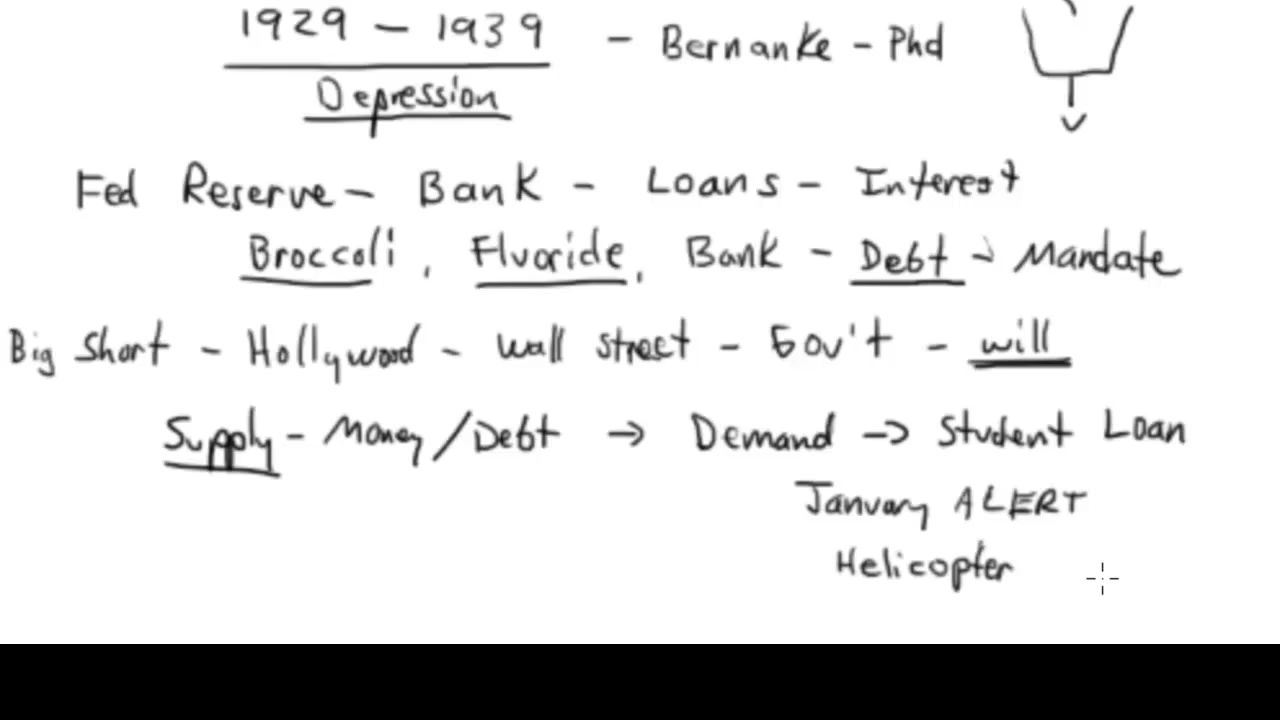 1929 - 1939 - Bernanke - Phd
Depression
Fed Reserve - Bank - Loans - Interest
Broccoli, Fluoride, Bank - Debt - Mandate
Big Short - Hollywood - Wall Street - Gov't - will
Supply - Money/Debt → Demand → Student Loan
January ALERT
Helicopter